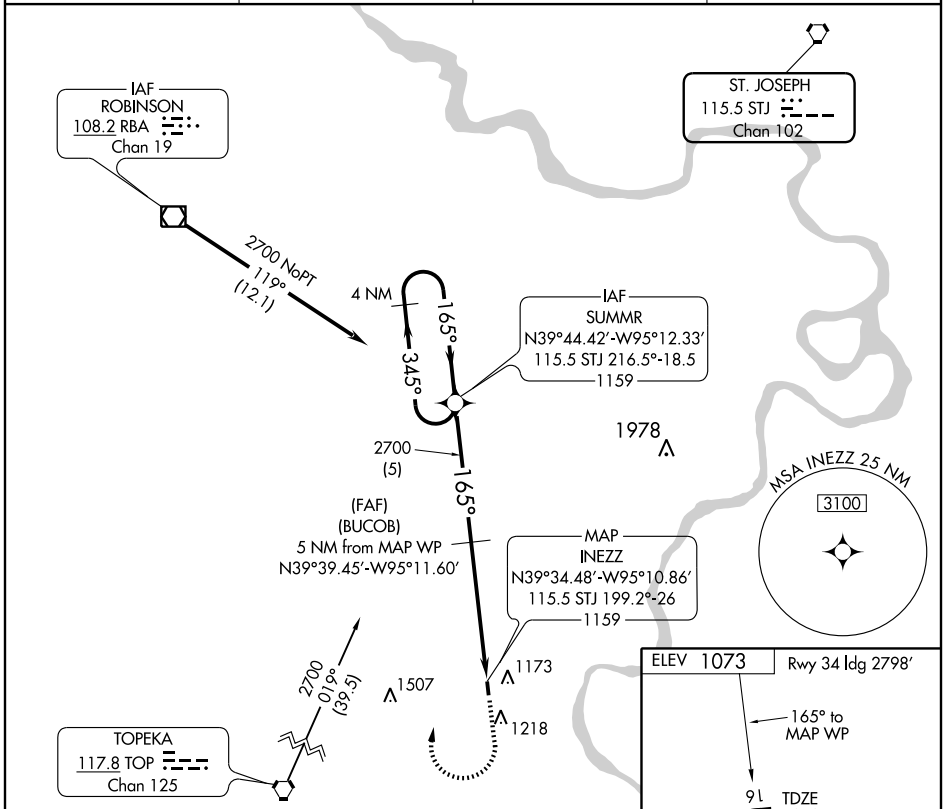 ST. JOSEPH
115.5 STJ
Chan 102
IAF
ROBINSON
108.2 RBA
Chan 19
2700 NoPT
119°
(12.1)
4 NM
165°
345°
IAF
SUMMR
N39°44.42'-W95°12.33'
115.5 STJ 216.5°-18.5
1159
1978
2700
(5)
165°
MSA INEZZ 25 NM
3100
(FAF)
(BUCOB)
5 NM from MAP WP
N39°39.45'-W95°11.60'
MAP
INEZZ
N39°34.48'-W95°10.86'
115.5 STJ 199.2°-26
1159
2700
019°
(39.5)
1507
1173
1218
TOPEKA
117.8 TOP
Chan 125
ELEV 1073
Rwy 34 ldg 2798'
165° to
MAP WP
16
TDZE